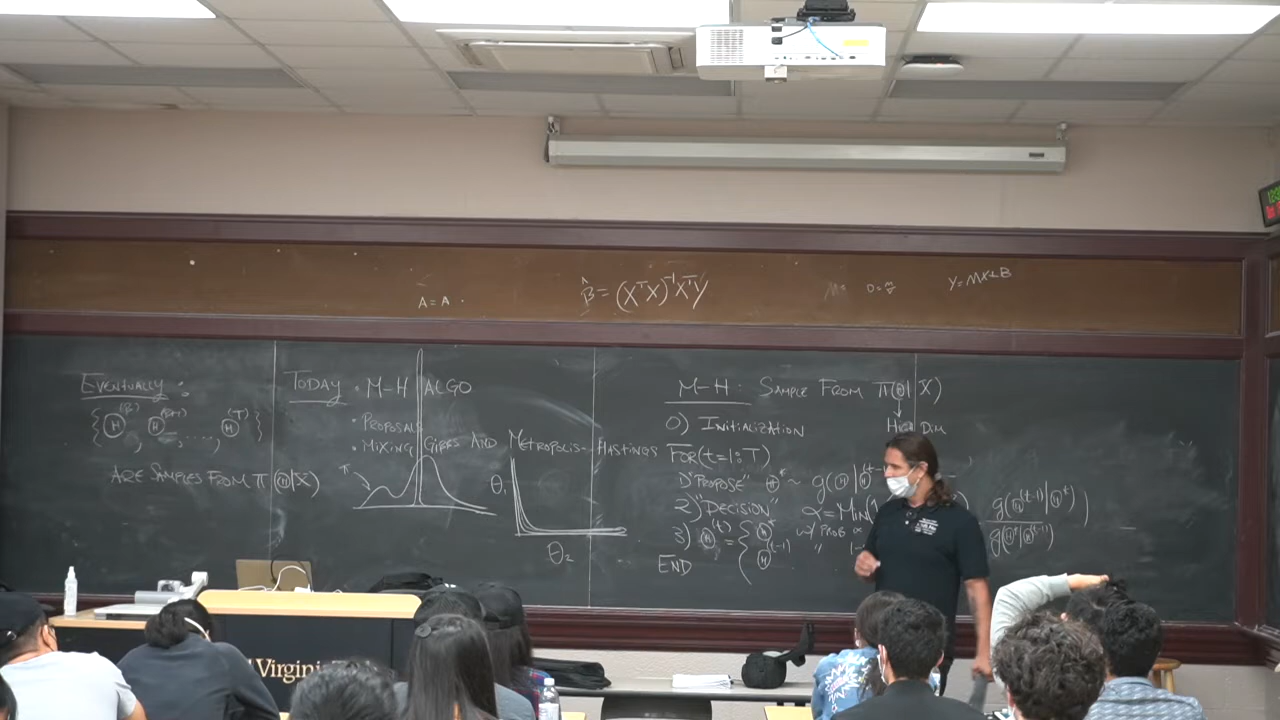 A = A
β̂ = (XᵀX)⁻¹XᵀY
Y=MX+B
EVENTUALLY:
{Ⓗ^(B), Ⓗ^(B+1), ..., Ⓗ^(T)}
ARE SAMPLES FROM π(Ⓗ|X)
TODAY • M-H ALGO
• PROPOSALS
• MIXING GIBBS AND METROPOLIS-HASTINGS
π
θ₁
θ₂
M-H: SAMPLE FROM π(Ⓗ|X)
HIGH DIM
0) INITIALIZATION
FOR(t=1:T)
1) "PROPOSE" Ⓗ* ~ g(Ⓗ|Ⓗ^(t-1)
2) "DECISION" α = MIN(1, g(Ⓗ^(t-1)|Ⓗ*) / g(Ⓗ*|Ⓗ^(t-1)) )
3) Ⓗ^(t) = { Ⓗ* w/ PROB α
Ⓗ^(t-1) " 1-
END
Virginia